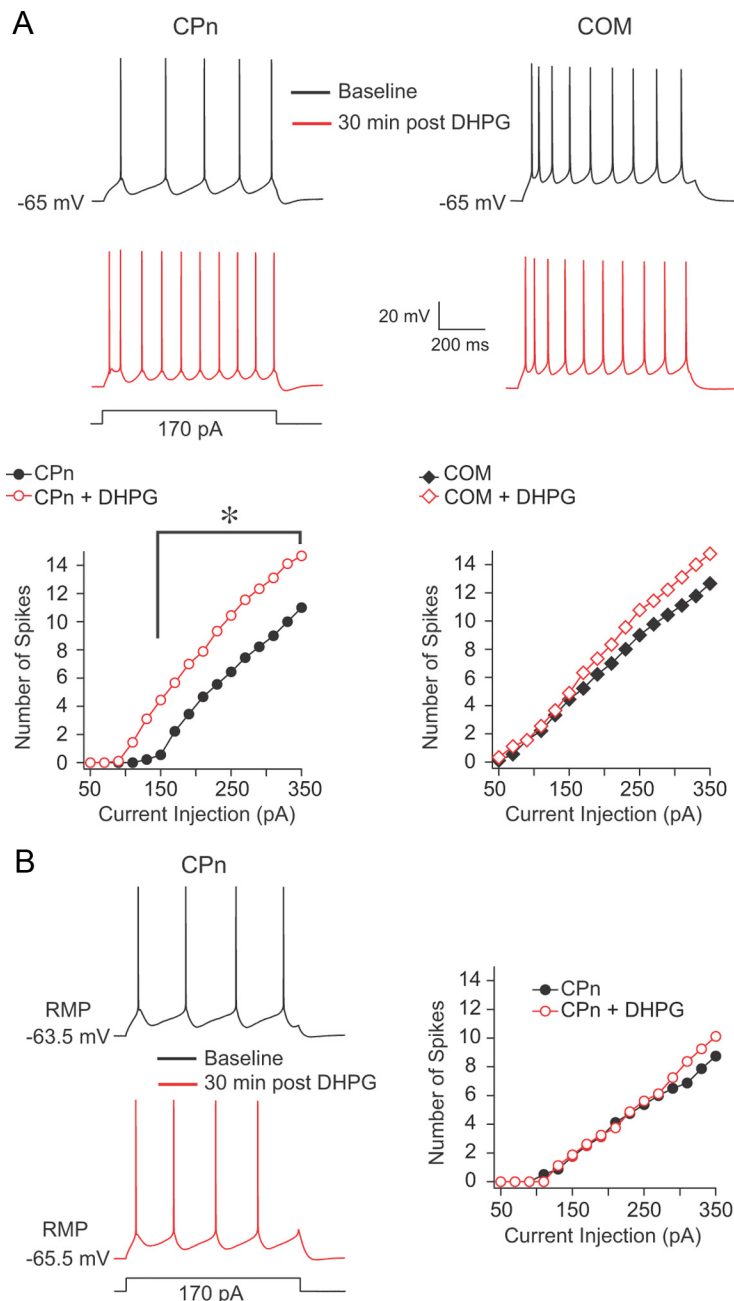 A
CPn
COM
Baseline
30 min post DHPG
-65 mV
-65 mV
20 mV
200 ms
170 pA
CPn
CPn + DHPG
*
14
12
10
8
6
4
2
0
Number of Spikes
50
150
250
350
Current Injection (pA)
COM
COM + DHPG
14
12
10
8
6
4
2
0
Number of Spikes
50
150
250
350
Current Injection (pA)
B
CPn
RMP
-63.5 mV
Baseline
30 min post DHPG
RMP
-65.5 mV
170 pA
CPn
CPn + DHPG
14
12
10
8
6
4
2
0
Number of Spikes
50
150
250
350
Current Injection (pA)